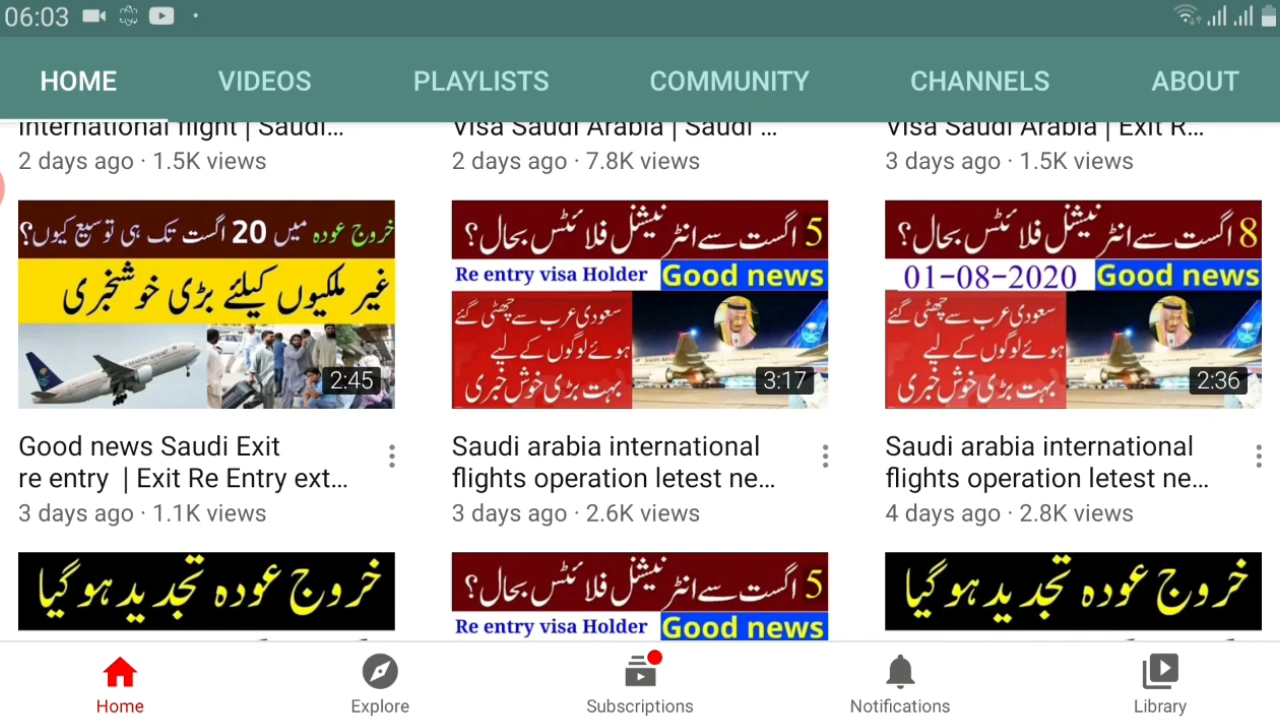 06:03
HOME VIDEOS PLAYLISTS COMMUNITY CHANNELS ABOUT
international flight | Saudi...
2 days ago · 1.5K views
Visa Saudi Arabia | Saudi ...
2 days ago · 7.8K views
Visa Saudi Arabia | Exit R...
3 days ago · 1.5K views
خروج عودہ میں 20 اگست تک ہی توسیع کیوں؟
غیر ملکیوں کیلئے بڑی خوشخبری
2:45
Good news Saudi Exit
re entry | Exit Re Entry ext...
3 days ago · 1.1K views
5 اگست سے انٹرنیشنل فلائٹس بحال؟
Re entry visa Holder Good news
سعودی عرب سے چھٹی گئے
ہوئے لوگوں کے لیے
بہت بڑی خوش خبری
3:17
Saudi arabia international
flights operation letest ne...
3 days ago · 2.6K views
8 اگست سے انٹرنیشنل فلائٹس بحال؟
01-08-2020 Good news
سعودی عرب سے چھٹی گئے
ہوئے لوگوں کے لیے
بہت بڑی خوش خبری
2:36
Saudi arabia international
flights operation letest ne...
4 days ago · 2.8K views
خروج عودہ تجدید ہو گیا
5 اگست سے انٹرنیشنل فلائٹس بحال؟
Re entry visa Holder Good news
خروج عودہ تجدید ہو گیا
Home Explore Subscriptions Notifications Library